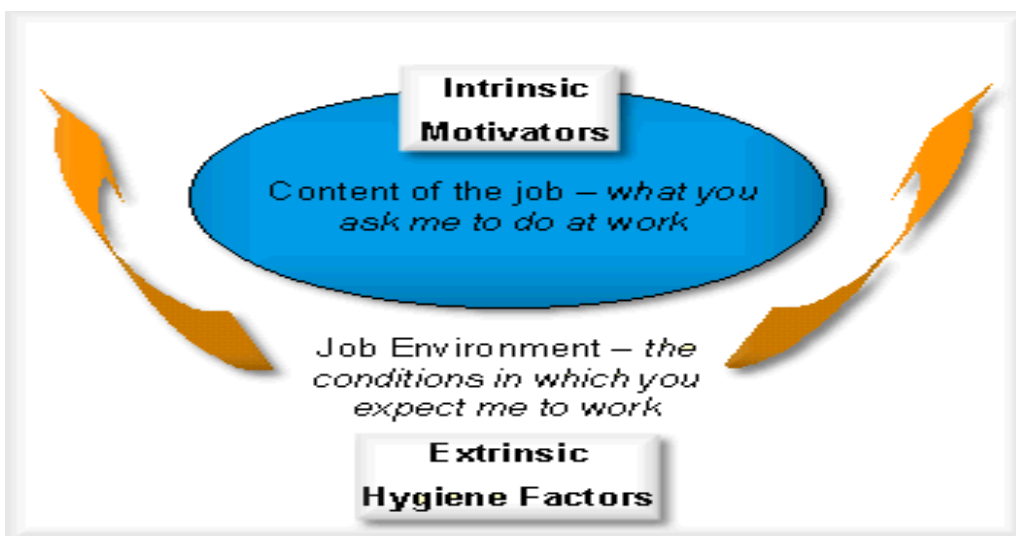 Intrinsic
Motivators
Content of the job – what you
ask me to do at work
Job Environment – the
conditions in which you
expect me to work
Extrinsic
Hygiene Factors